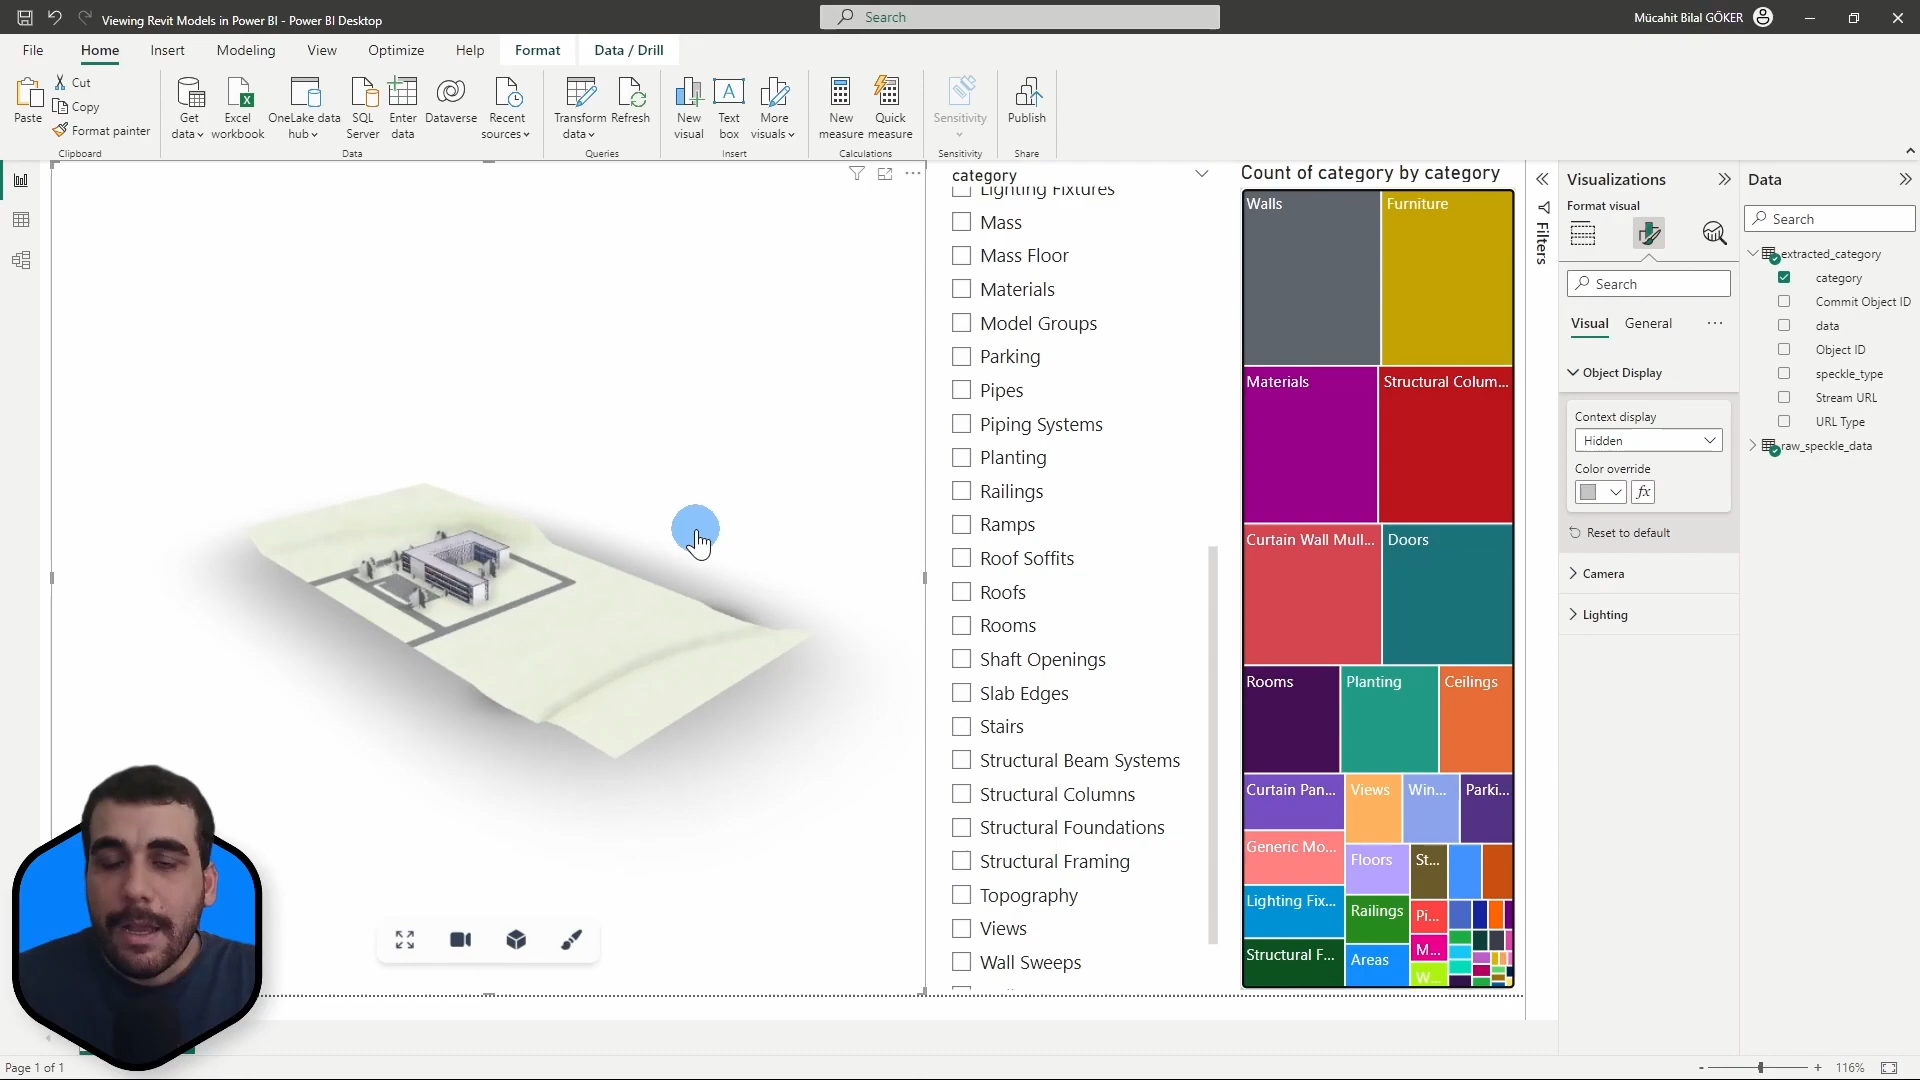 Viewing Revit Models in Power BI - Power BI Desktop
Search
Mücahit Bilal GÖKER
File
Home
Insert
Modeling
View
Optimize
Help
Format
Data / Drill
Paste
Cut
Copy
Format painter
Clipboard
Get data
Excel workbook
OneLake data hub
SQL Server
Enter data
Dataverse
Recent sources
Data
Transform data
Refresh
Queries
New visual
Text box
More visuals
Insert
New measure
Quick measure
Calculations
Sensitivity
Sensitivity
Publish
Share
category
Lighting Fixtures
Mass
Mass Floor
Materials
Model Groups
Parking
Pipes
Piping Systems
Planting
Railings
Ramps
Roof Soffits
Roofs
Rooms
Shaft Openings
Slab Edges
Stairs
Structural Beam Systems
Structural Columns
Structural Foundations
Structural Framing
Topography
Views
Wall Sweeps
Count of category by category
Walls
Furniture
Materials
Structural Colum...
Curtain Wall Mull...
Doors
Rooms
Planting
Ceilings
Curtain Pan...
Views
Win...
Parki...
Generic Mo...
Floors
St...
Lighting Fix...
Railings
Pi...
Structural F...
Areas
M...
W...
Filters
Visualizations
Format visual
Search
Visual
General
Object Display
Context display
Hidden
Color override
fx
Reset to default
Camera
Lighting
Data
Search
extracted_category
category
Commit Object ID
data
Object ID
speckle_type
Stream URL
URL Type
raw_speckle_data
Page 1 of 1
116%